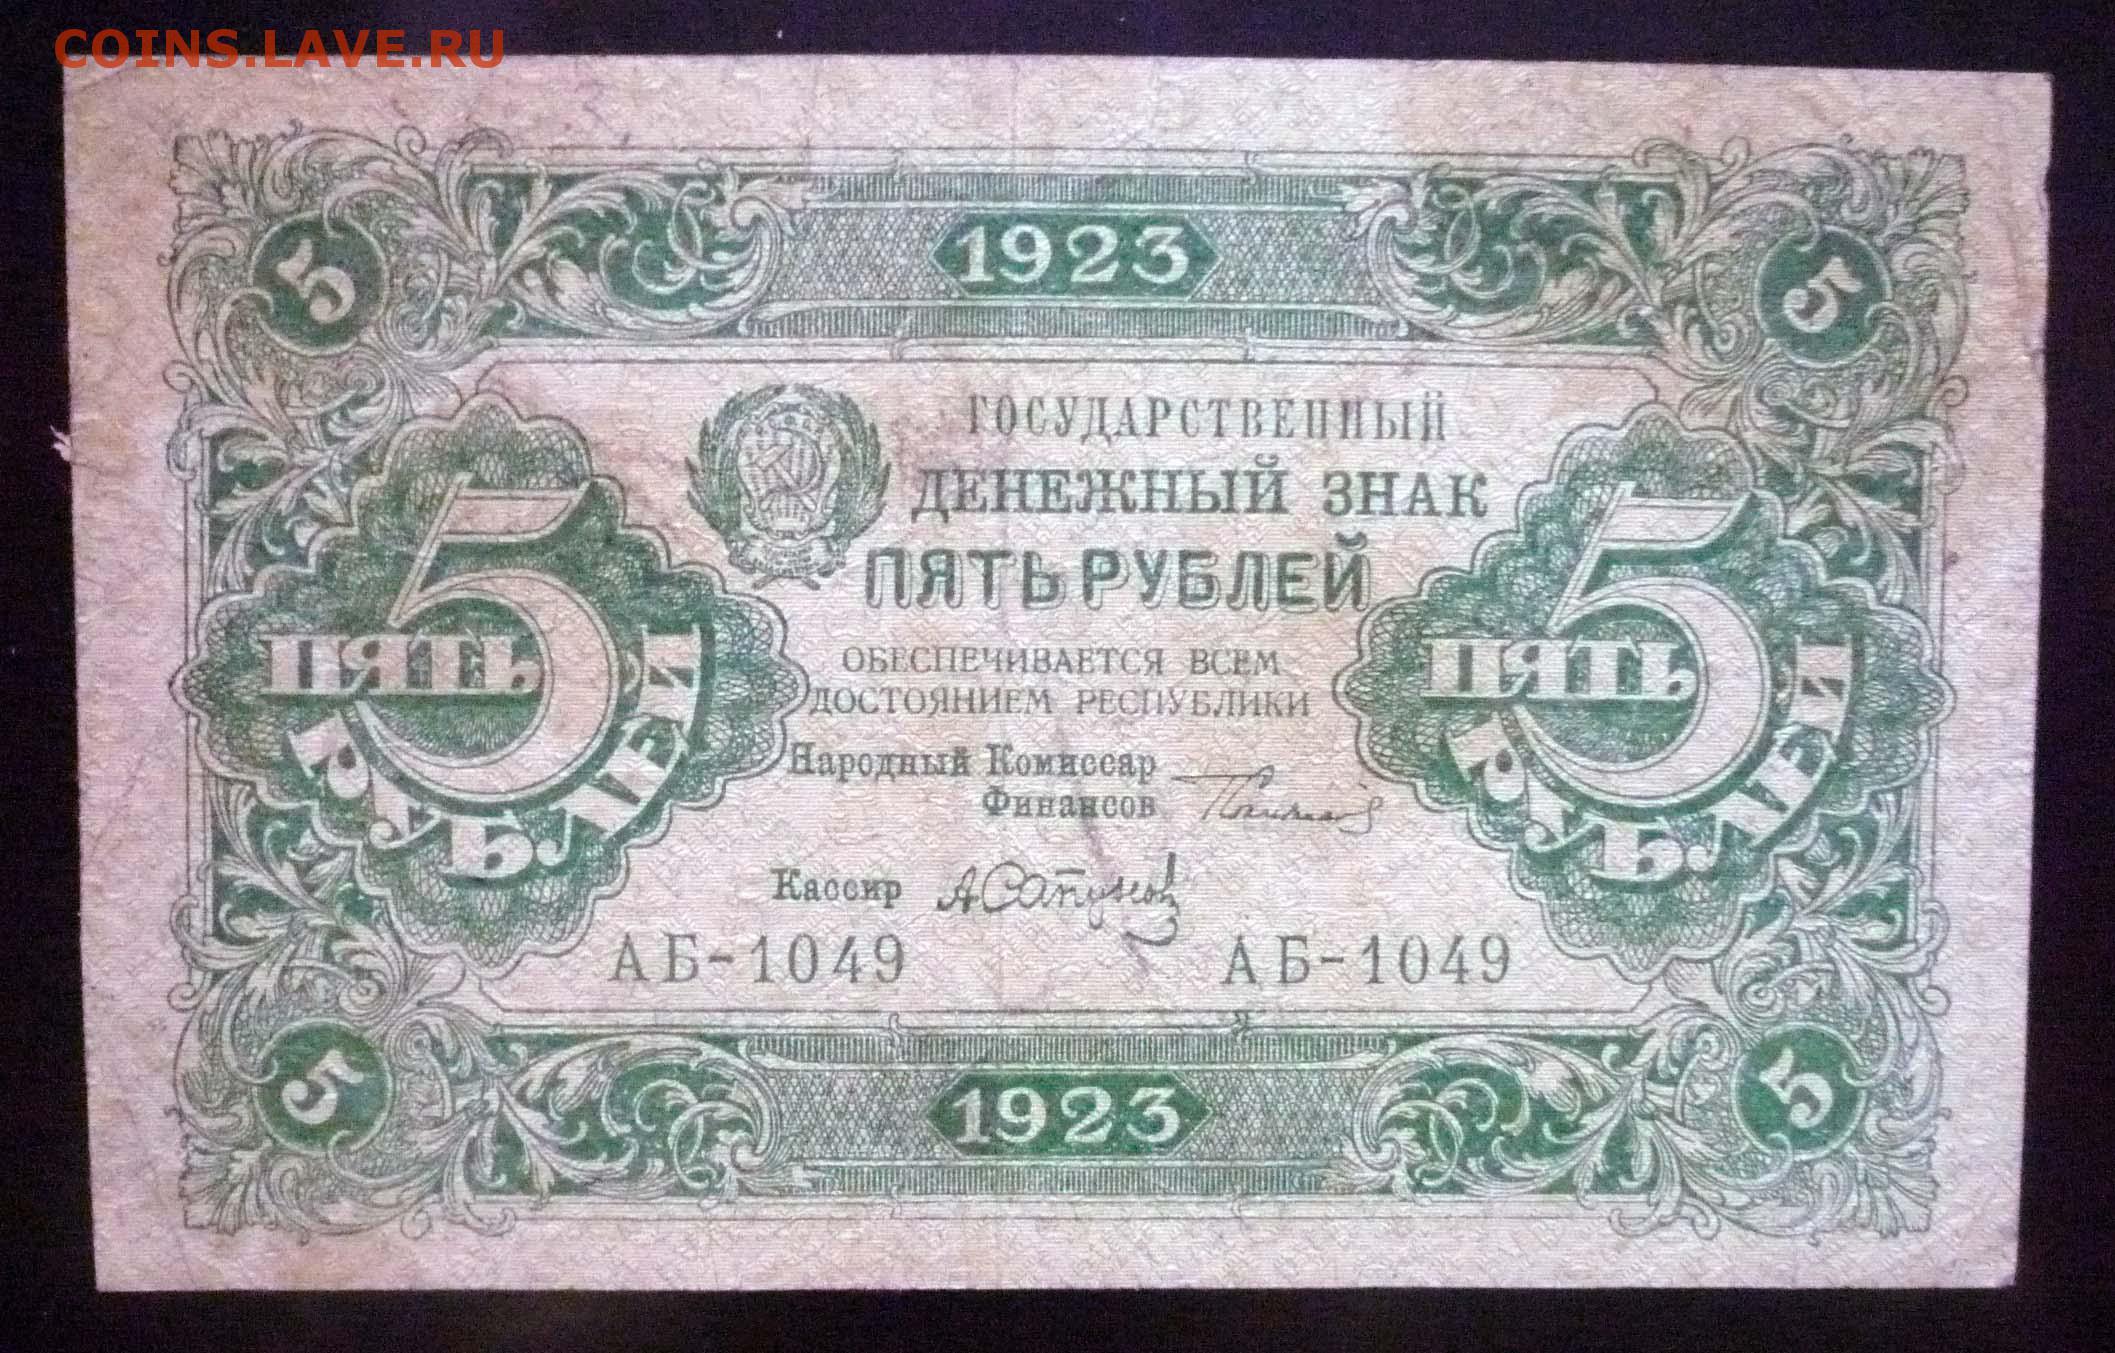 COINS.LAVE.RU
5 1923 5
ГОСУДАРСТВЕННЫЙ
ДЕНЕЖНЫЙ ЗНАК
ПЯТЬ РУБЛЕЙ
5 ПЯТЬ РУБЛЕЙ
ОБЕСПЕЧИВАЕТСЯ ВСЕМ
ДОСТОЯНИЕМ РЕСПУБЛИКИ
5 ПЯТЬ РУБЛЕЙ
Народный Комиссар
Финансов
Кассир
АБ-1049 АБ-1049
5 1923 5